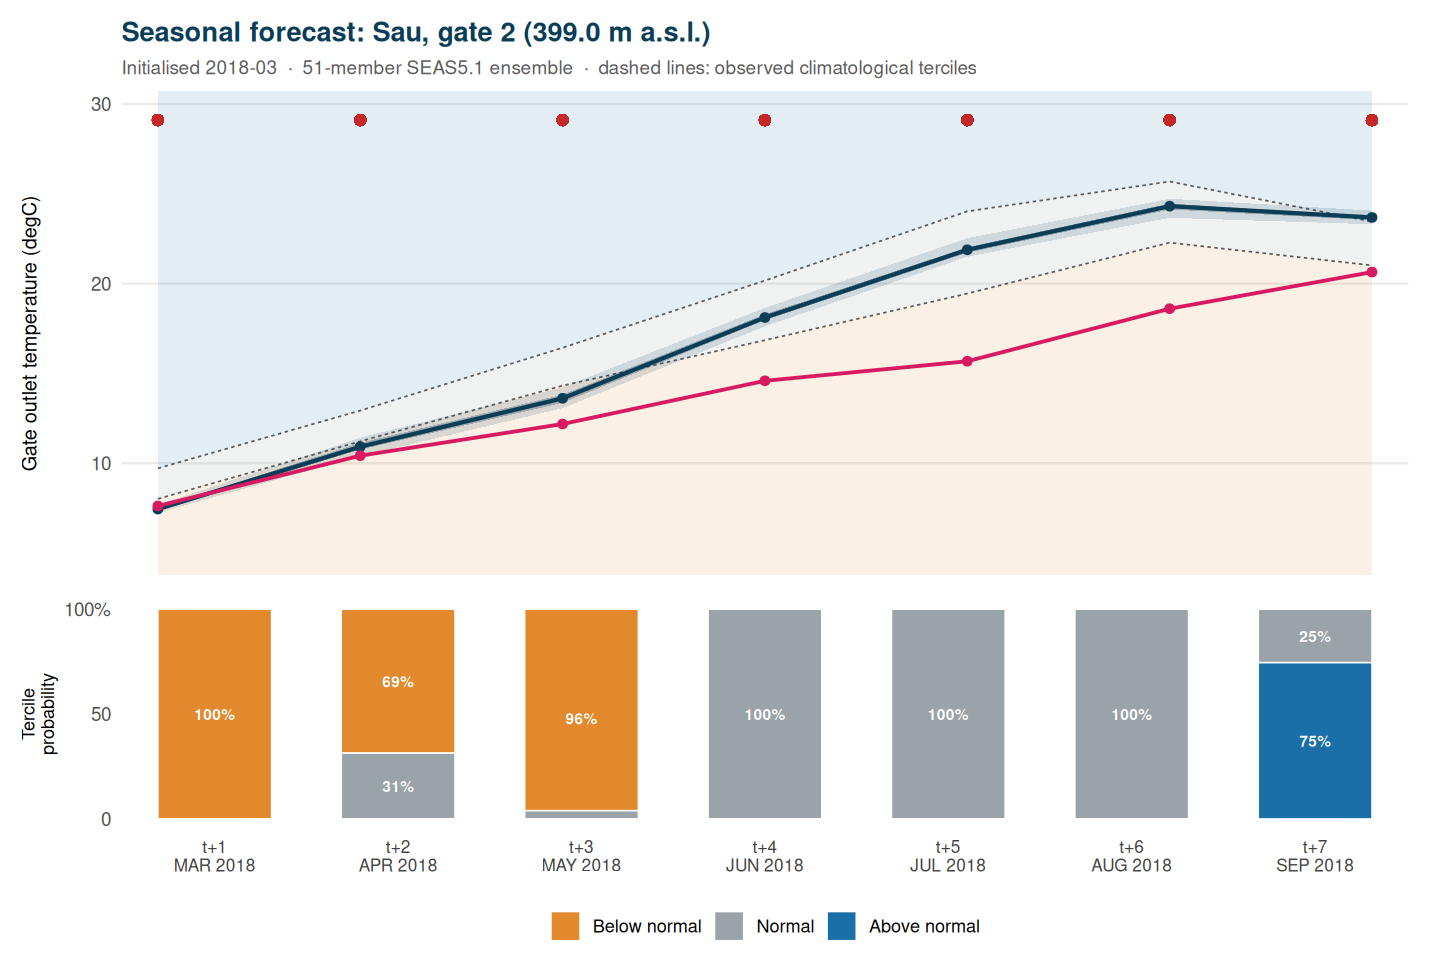 Seasonal forecast: Sau, gate 2 (399.0 m a.s.l.)
Initialised 2018-03 · 51-member SEAS5.1 ensemble · dashed lines: observed climatological terciles
Gate outlet temperature (degC)
30
20
10
Tercile
probability
100%
50
0
100%
69%
31%
96%
100%
100%
100%
25%
75%
t+1
MAR 2018
t+2
APR 2018
t+3
MAY 2018
t+4
JUN 2018
t+5
JUL 2018
t+6
AUG 2018
t+7
SEP 2018
Below normal
Normal
Above normal